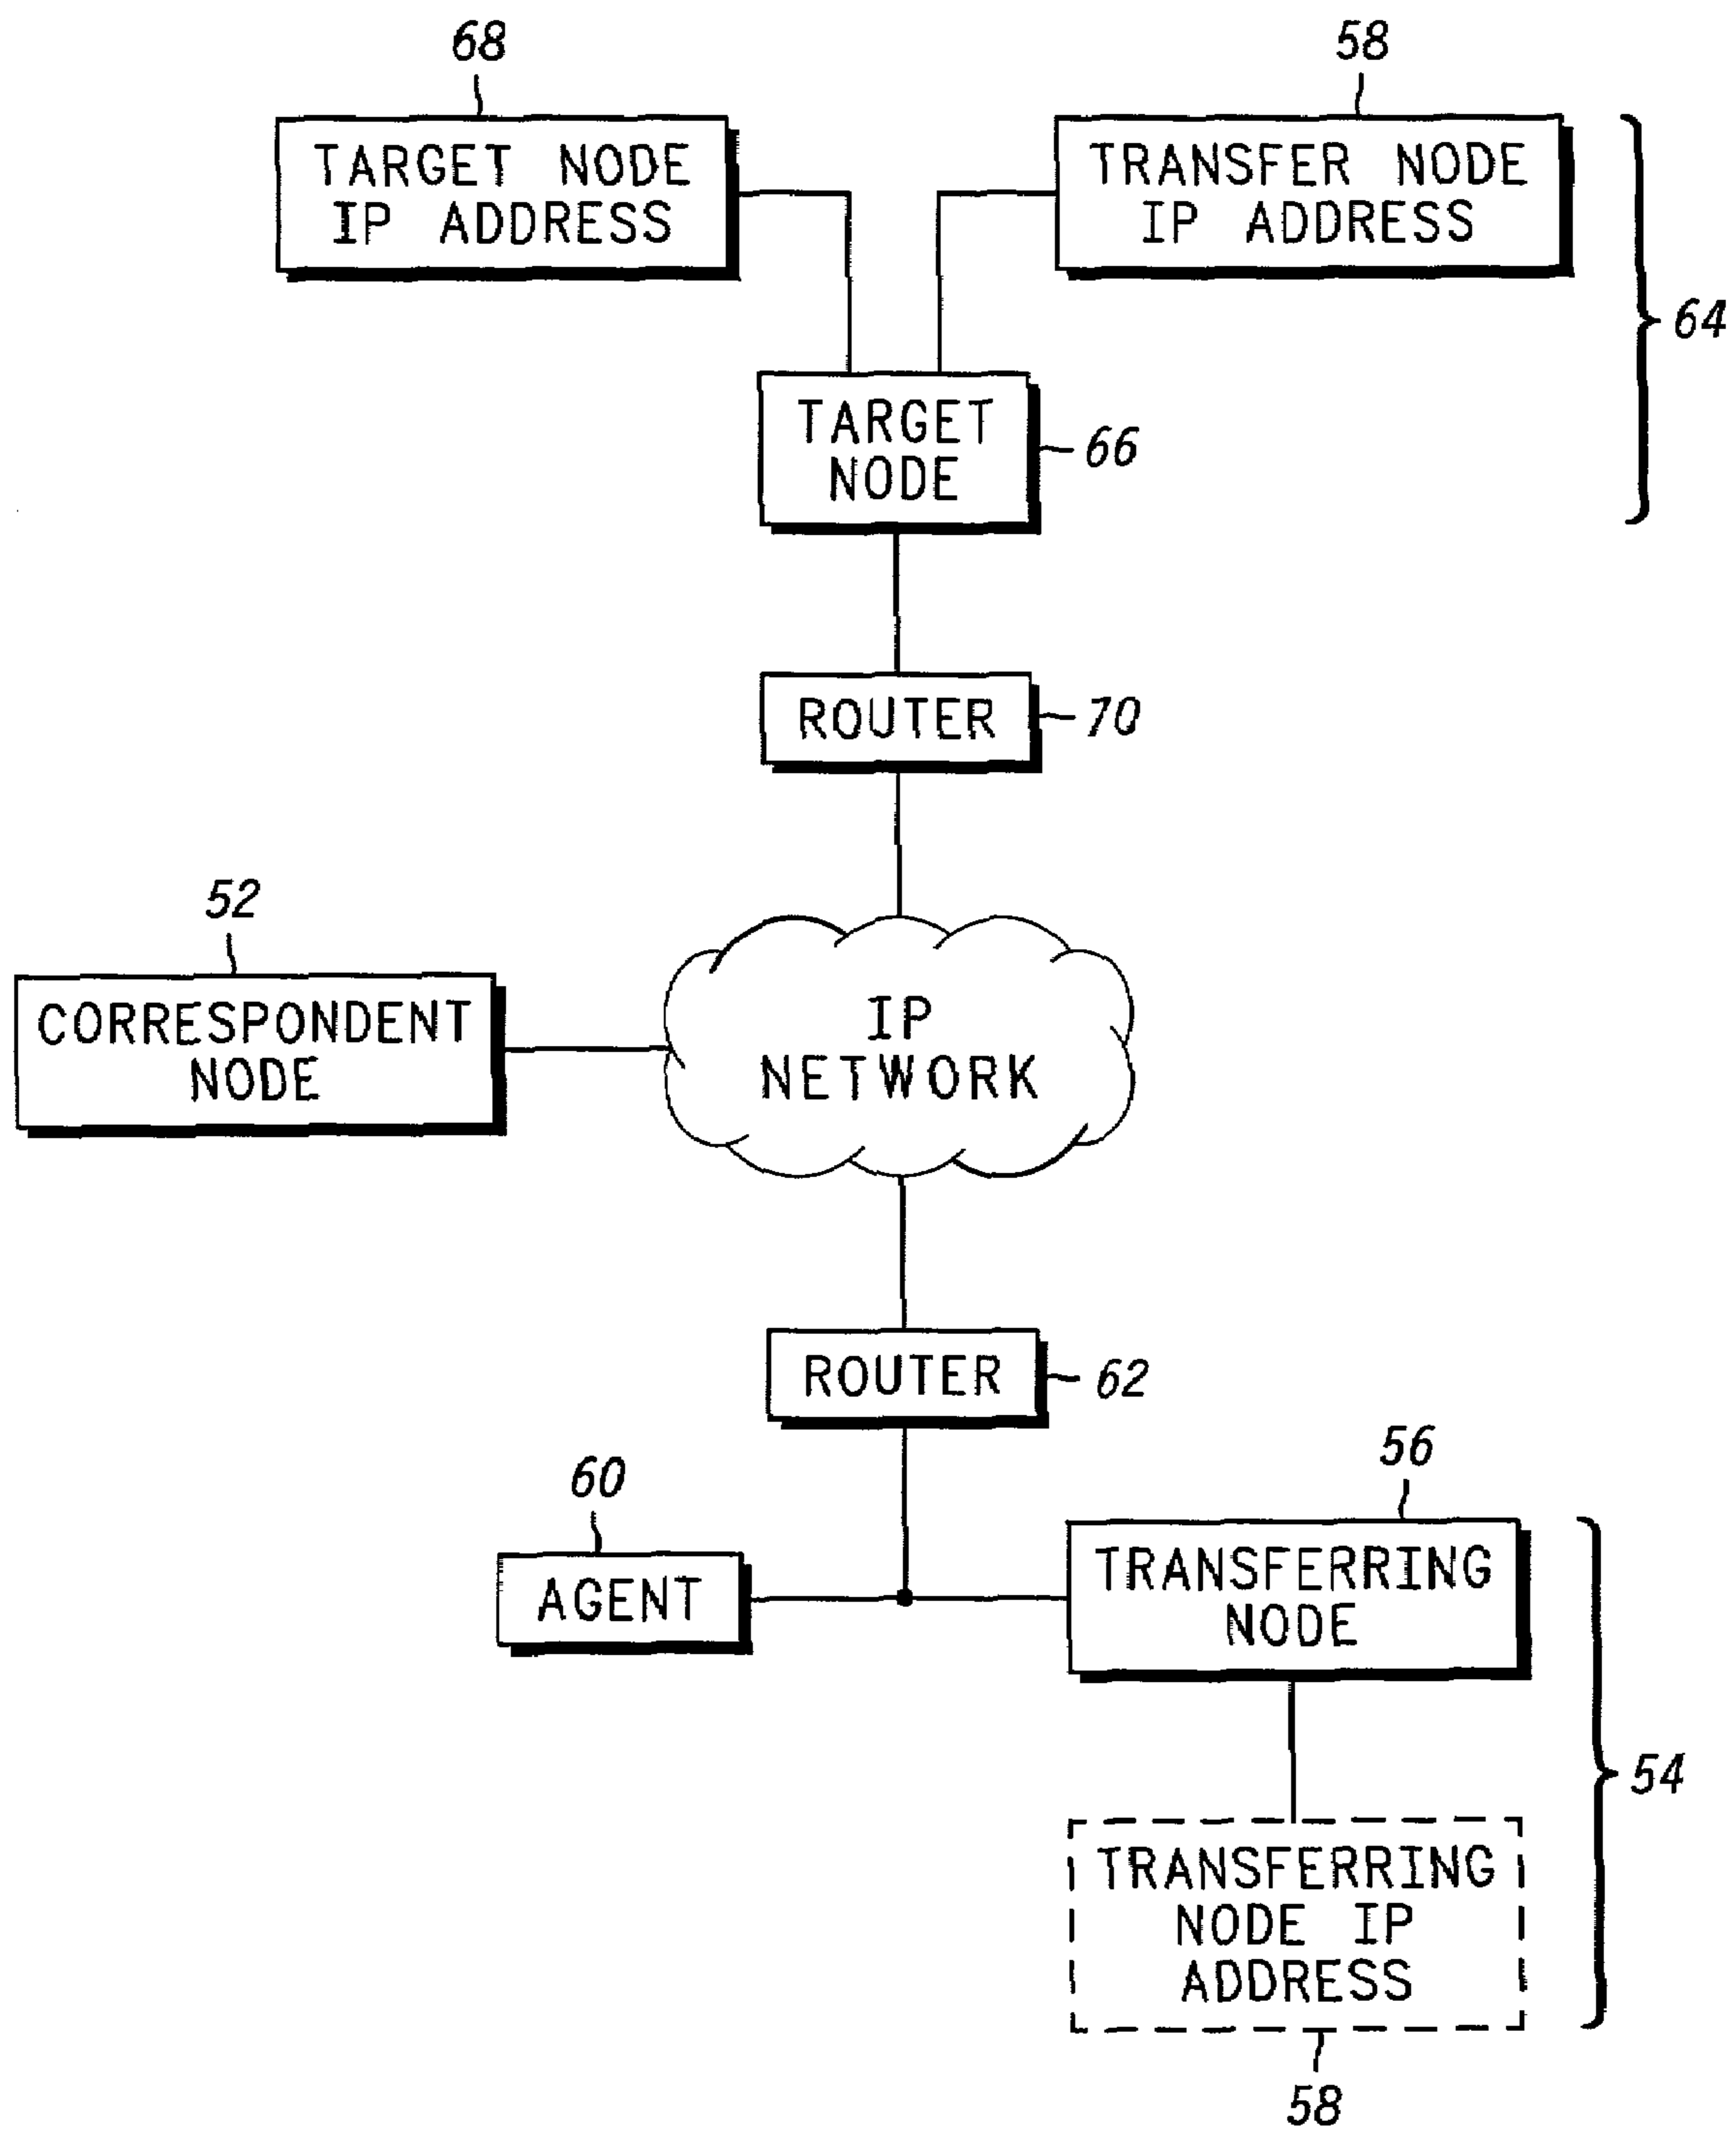 68
58
TARGET NODE
IP ADDRESS
TRANSFER NODE
IP ADDRESS
64
TARGET
NODE
66
ROUTER
70
52
CORRESPONDENT
NODE
IP
NETWORK
ROUTER
62
60
AGENT
56
TRANSFERRING
NODE
54
TRANSFERRING
NODE IP
ADDRESS
58